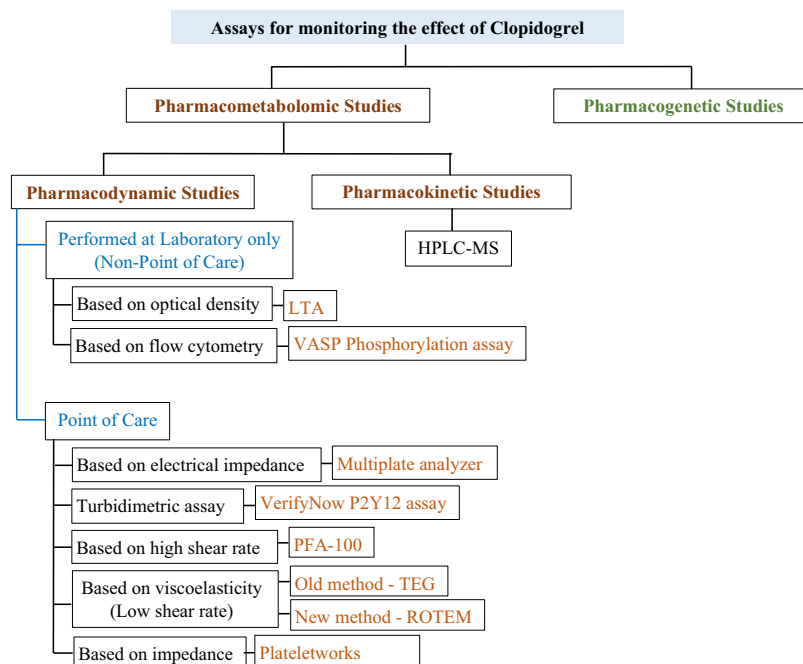 Assays for monitoring the effect of Clopidogrel
Pharmacometabolomic Studies
Pharmacogenetic Studies
Pharmacodynamic Studies
Pharmacokinetic Studies
HPLC-MS
Performed at Laboratory only
(Non-Point of Care)
Based on optical density
LTA
Based on flow cytometry
VASP Phosphorylation assay
Point of Care
Based on electrical impedance
Multiplate analyzer
Turbidimetric assay
VerifyNow P2Y12 assay
Based on high shear rate
PFA-100
Based on viscoelasticity
(Low shear rate)
Old method - TEG
New method - ROTEM
Based on impedance
Plateletworks